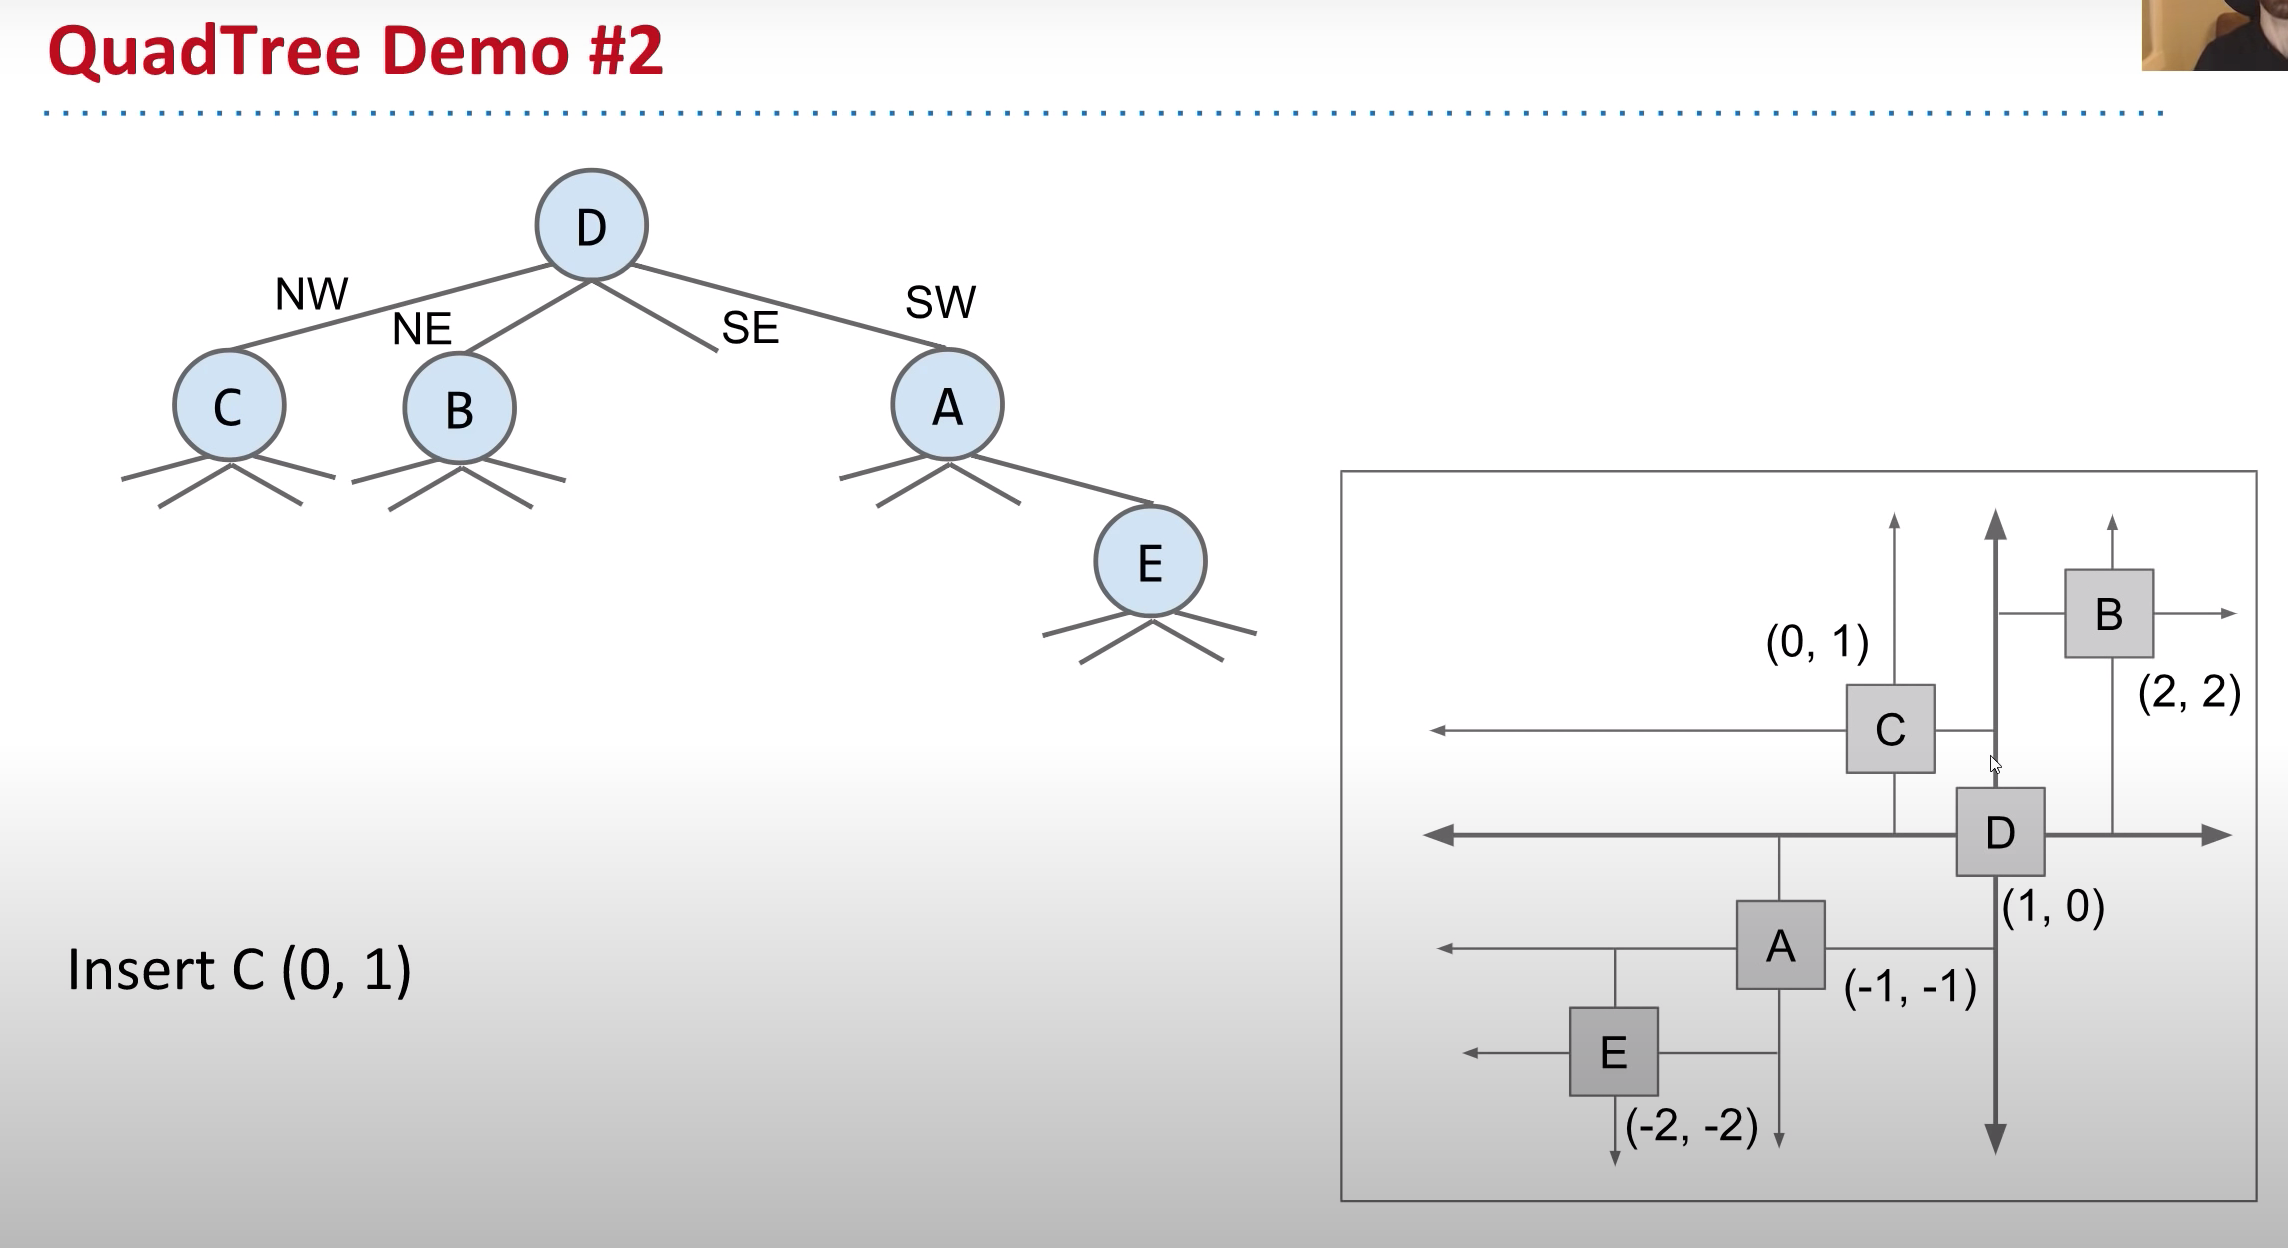 QuadTree Demo #2
D
NW
NE
SE
SW
C
B
A
E
Insert C (0, 1)
B
(0, 1)
(2, 2)
C
D
(1, 0)
A
(-1, -1)
E
(-2, -2)